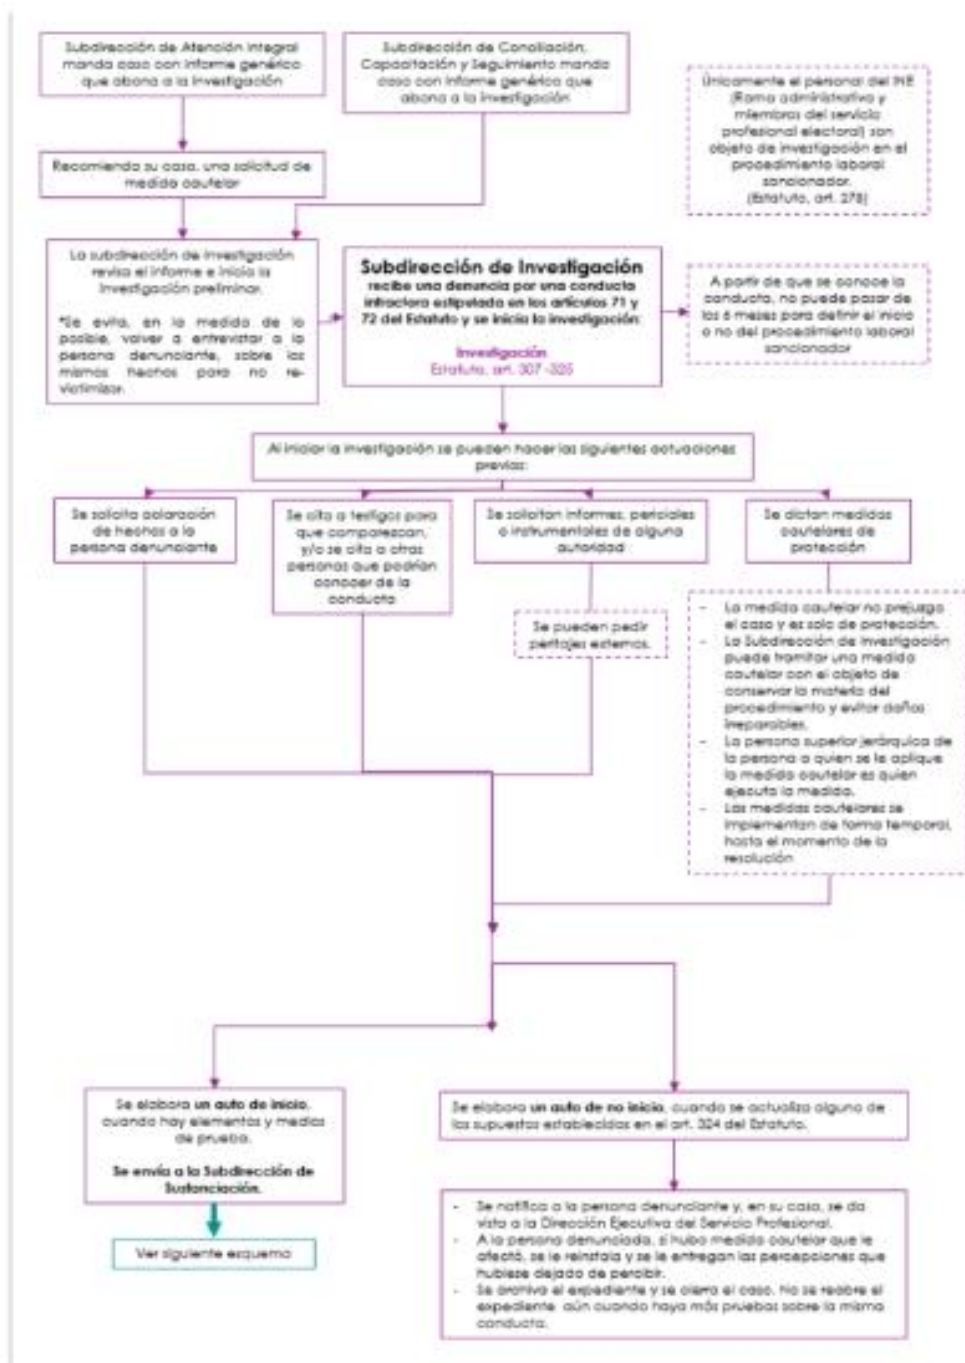 Subdirección de Atención Integral
manda caso con informe genérico
que abona a la investigación
Subdirección de Conciliación,
Capacitación y Seguimiento manda
caso con informe genérico que
abona a la investigación
Únicamente el personal del INE
(Rama administrativa y
miembros del servicio
profesional electoral) son
objeto de investigación en el
procedimiento laboral
sancionador.
(Estatuto, art. 278)
Recomienda su caso, una solicitud de
medida cautelar
La subdirección de Investigación
revisa el informe e inicia la
investigación preliminar.
*Se evita, en la medida de lo
posible, volver a entrevistar a la
persona denunciante, sobre los
mismos hechos para no re-
victimizar.
Subdirección de Investigación
recibe una denuncia por una conducta
infractora estipulada en los artículos 71 y
72 del Estatuto y se inicia la investigación:
Investigación
Estatuto, art. 307 -325
A partir de que se conoce la
conducta, no puede pasar de
los 6 meses para definir el inicio
o no del procedimiento laboral
sancionador
Al iniciar la investigación se pueden hacer las siguientes actuaciones
previas:
Se solicita aclaración
de hechos a la
persona denunciante
Se cita a testigos para
que comparezcan,
y/o se cita a otras
personas que podrían
conocer de la
conducta
Se solicitan informes, periciales
o instrumentales de alguna
autoridad
Se dictan medidas
cautelares de
protección
Se pueden pedir
peritajes externos.
- La medida cautelar no prejuzga
el caso y es solo de protección.
- La Subdirección de Investigación
puede tramitar una medida
cautelar con el objeto de
conservar la materia del
procedimiento y evitar daños
irreparables.
- La persona superior jerárquica de
la persona a quien se le aplique
la medida cautelar es quien
ejecuta la medida.
- Las medidas cautelares se
implementan de forma temporal,
hasta el momento de la
resolución
Se elabora un auto de inicio,
cuando hay elementos y medios
de prueba.
Se envía a la Subdirección de
Sustanciación.
Ver siguiente esquema
Se elabora un auto de no inicio, cuando se actualiza alguno de
los supuestos establecidos en el art. 324 del Estatuto.
- Se notifica a la persona denunciante y, en su caso, se da
vista a la Dirección Ejecutiva del Servicio Profesional.
- A la persona denunciada, si hubo medida cautelar que le
afectó, se le reinstala y se le entregan las percepciones que
hubiese dejado de percibir.
- Se archiva el expediente y se cierra el caso. No se reabre el
expediente aún cuando haya más pruebas sobre la misma
conducta.